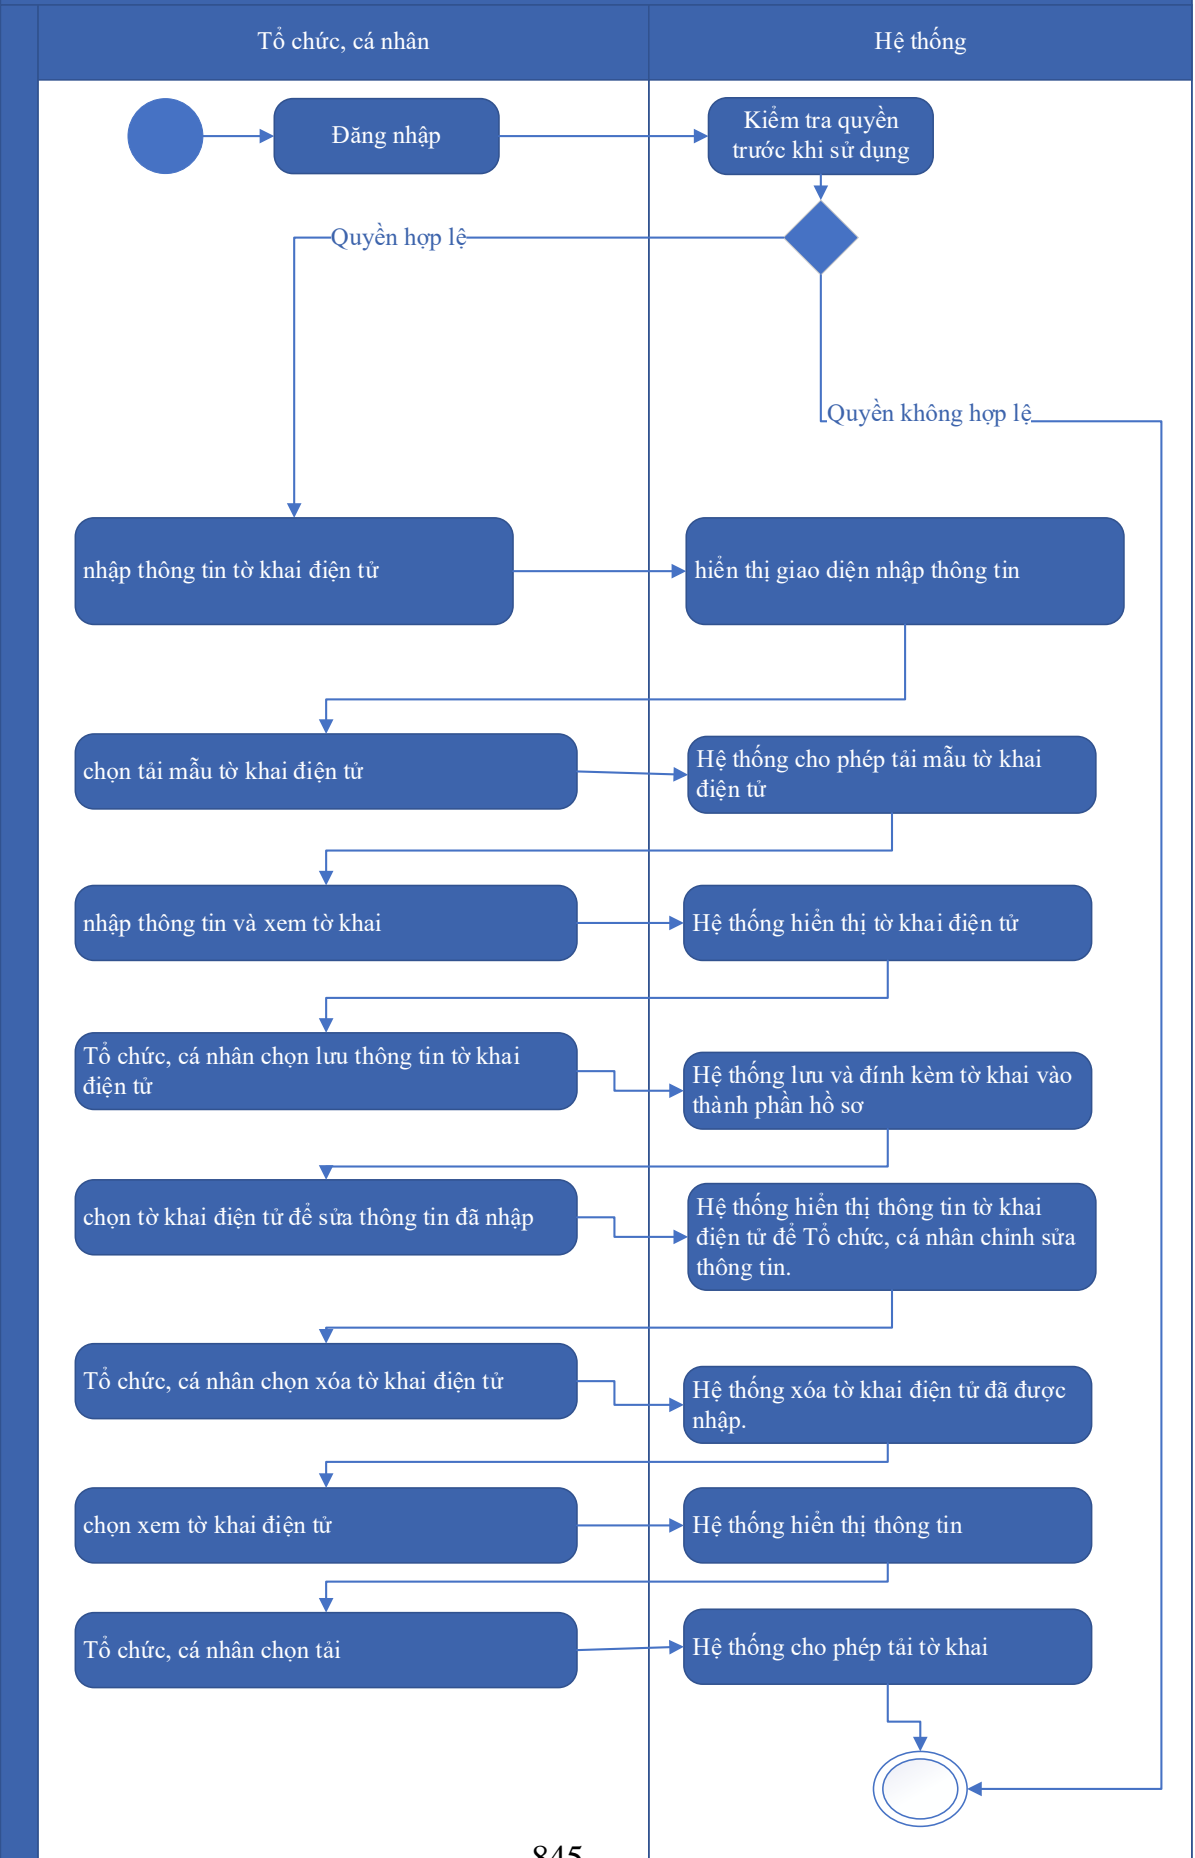 Tổ chức, cá nhân
Hệ thống
Đăng nhập
Kiểm tra quyền
trước khi sử dụng
Quyền hợp lệ
Quyền không hợp lệ
nhập thông tin tờ khai điện tử
hiển thị giao diện nhập thông tin
chọn tải mẫu tờ khai điện tử
Hệ thống cho phép tải mẫu tờ khai
điện tử
nhập thông tin và xem tờ khai
Hệ thống hiển thị tờ khai điện tử
Tổ chức, cá nhân chọn lưu thông tin tờ khai
điện tử
Hệ thống lưu và đính kèm tờ khai vào
thành phần hồ sơ
chọn tờ khai điện tử để sửa thông tin đã nhập
Hệ thống hiển thị thông tin tờ khai
điện tử để Tổ chức, cá nhân chỉnh sửa
thông tin.
Tổ chức, cá nhân chọn xóa tờ khai điện tử
Hệ thống xóa tờ khai điện tử đã được
nhập.
chọn xem tờ khai điện tử
Hệ thống hiển thị thông tin
Tổ chức, cá nhân chọn tải
Hệ thống cho phép tải tờ khai
845